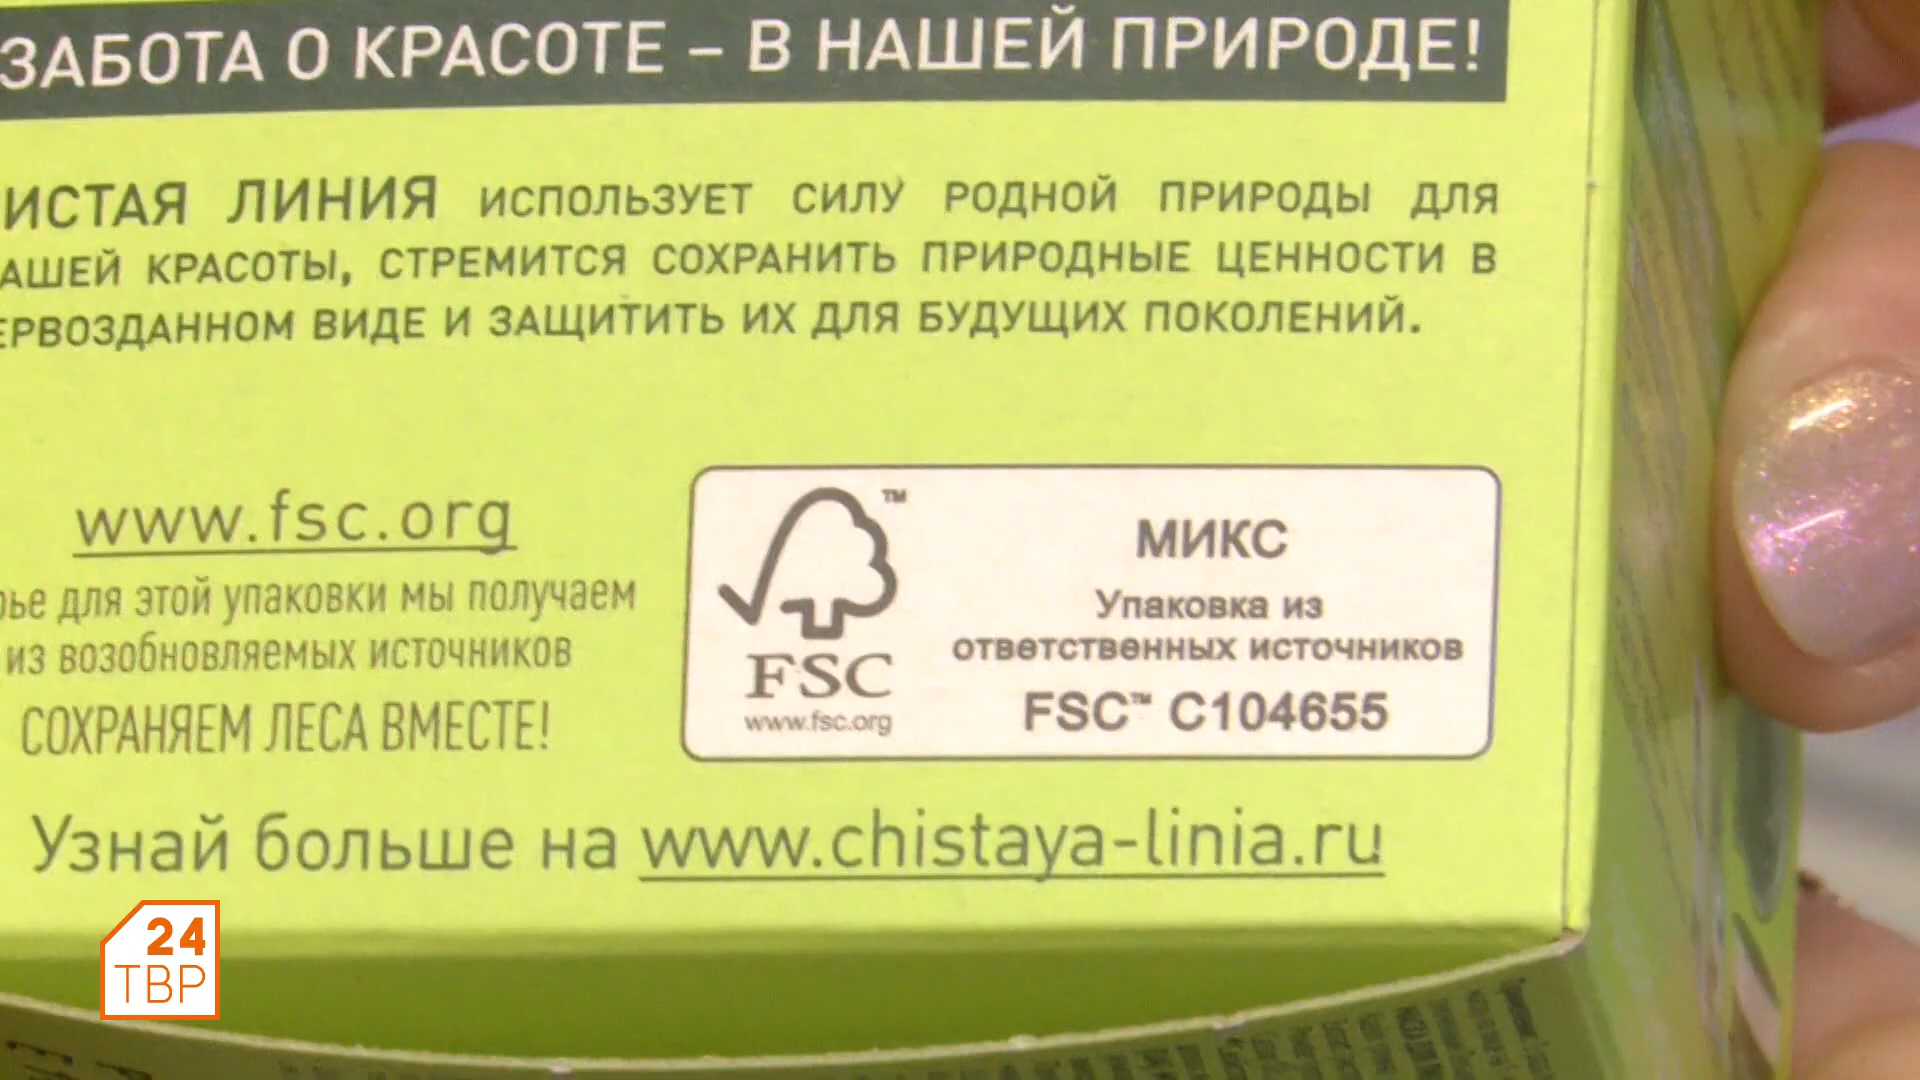 ЗАБОТА О КРАСОТЕ – В НАШЕЙ ПРИРОДЕ!
ИСТАЯ ЛИНИЯ ИСПОЛЬЗУЕТ СИЛУ РОДНОЙ ПРИРОДЫ ДЛЯ
АШЕЙ КРАСОТЫ, СТРЕМИТСЯ СОХРАНИТЬ ПРИРОДНЫЕ ЦЕННОСТИ В
ЕРВОЗДАННОМ ВИДЕ И ЗАЩИТИТЬ ИХ ДЛЯ БУДУЩИХ ПОКОЛЕНИЙ.
www.fsc.org
рье для этой упаковки мы получаем
из возобновляемых источников
СОХРАНЯЕМ ЛЕСА ВМЕСТЕ!
™
FSC
www.fsc.org
МИКС
Упаковка из
ответственных источников
FSC™ C104655
Узнай больше на www.chistaya-linia.ru
24
ТВР